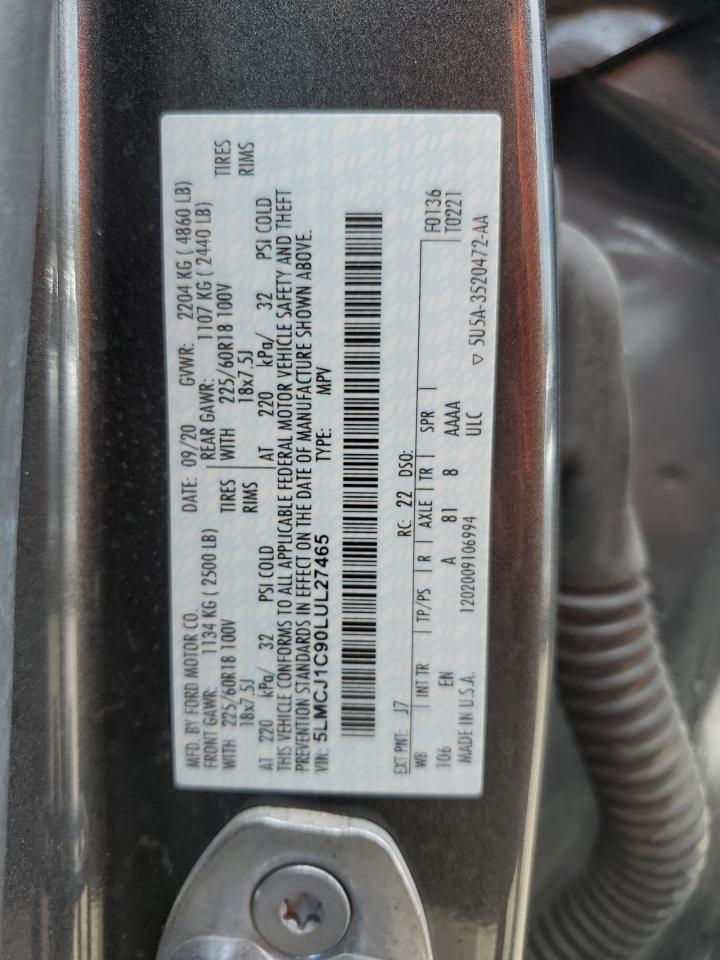 MFD. BY FORD MOTOR CO. DATE: 09/20 GVWR: 2204 KG ( 4860 LB)
FRONT GAWR: 1134 KG ( 2500 LB) REAR GAWR: 1107 KG ( 2440 LB)
WITH 225/60R18 100V TIRES WITH 225/60R18 100V TIRES
18x7.5J RIMS 18x7.5J RIMS
AT 220 kPa/ 32 PSI COLD AT 220 kPa/ 32 PSI COLD
THIS VEHICLE CONFORMS TO ALL APPLICABLE FEDERAL MOTOR VEHICLE SAFETY AND THEFT
PREVENTION STANDARDS IN EFFECT ON THE DATE OF MANUFACTURE SHOWN ABOVE.
VIN: 5LMCJ1C90LUL27465 TYPE: MPV
EXT PNT: J7 RC: 22 DSO:
WB INT TR TP/PS R AXLE TR SPR F0136
106 EN A 81 8 AAAA T0221
ULC
MADE IN U.S.A. 1202009106994 ▽ 5U5A-3520472-AA